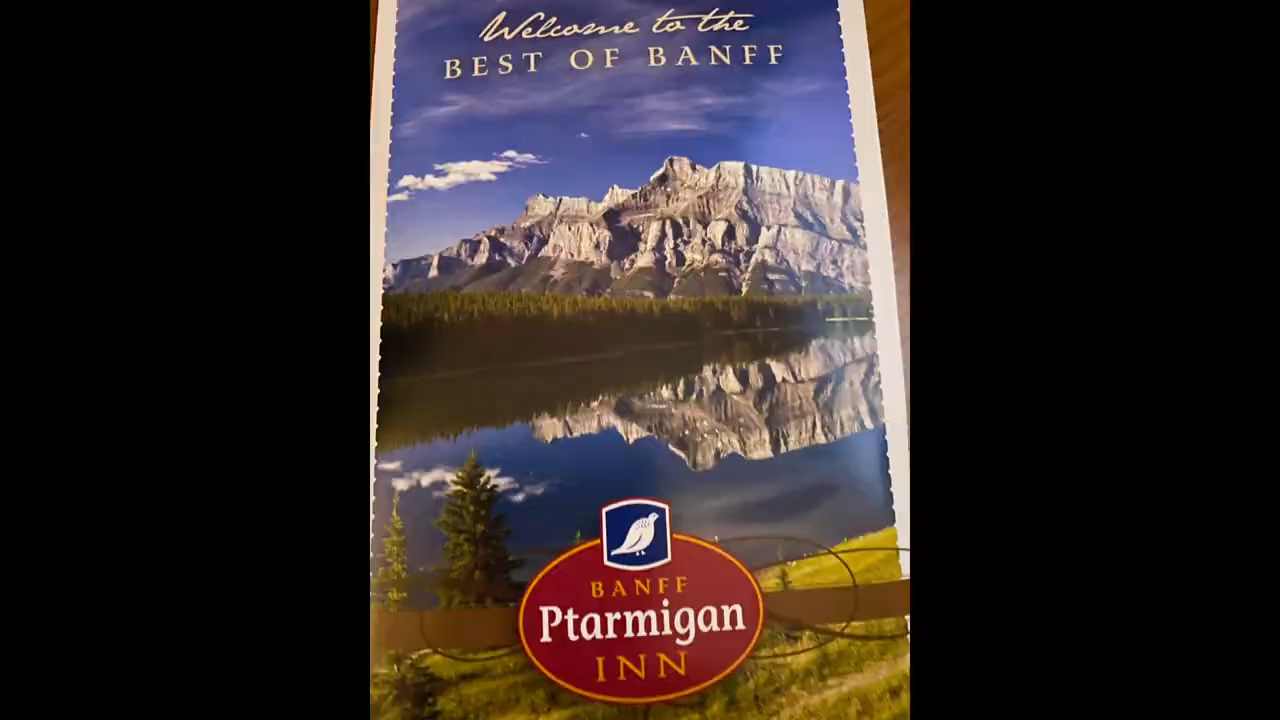 Welcome to the
BEST OF BANFF
BANFF
Ptarmigan
INN